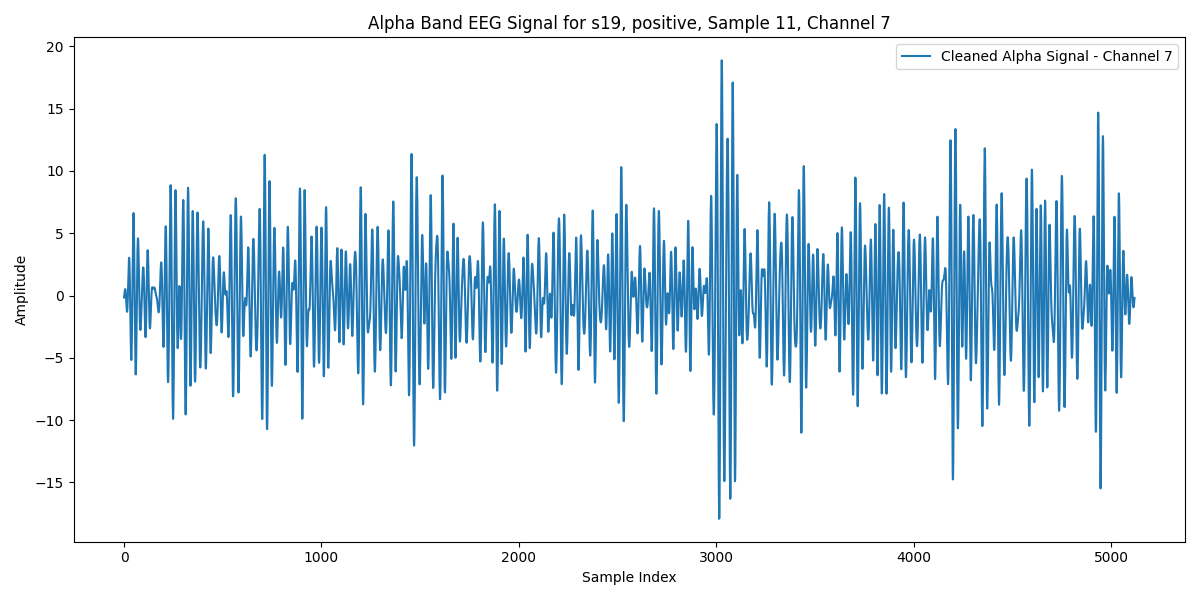 Alpha Band EEG Signal for s19, positive, Sample 11, Channel 7
Cleaned Alpha Signal - Channel 7
Amplitude
20
15
10
5
0
−5
−10
−15
0 1000 2000 3000 4000 5000
Sample Index